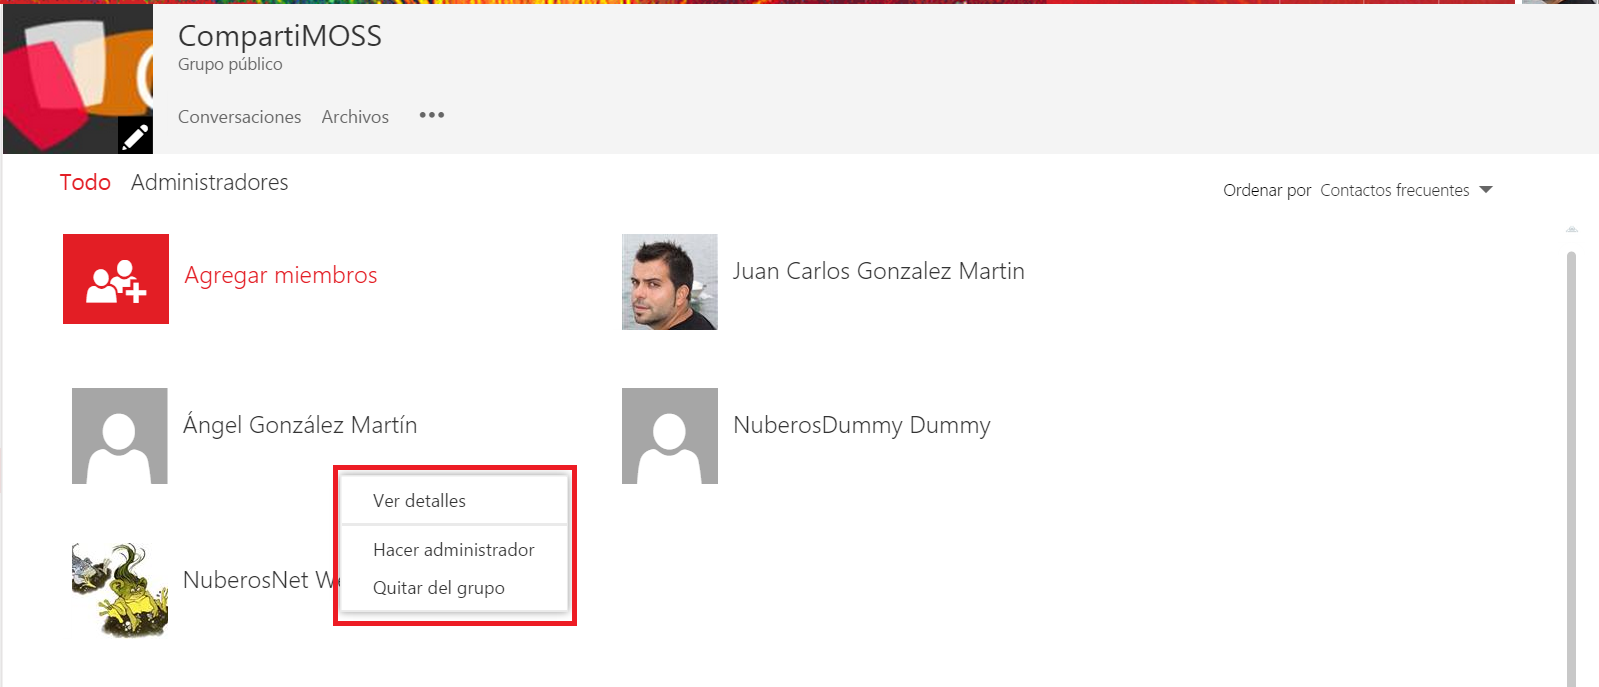 CompartiMOSS
Grupo público
Conversaciones Archivos •••
Todo Administradores
Ordenar por Contactos frecuentes
Agregar miembros
Juan Carlos Gonzalez Martin
Ángel González Martín
NuberosDummy Dummy
Ver detalles
Hacer administrador
NuberosNet
Quitar del grupo